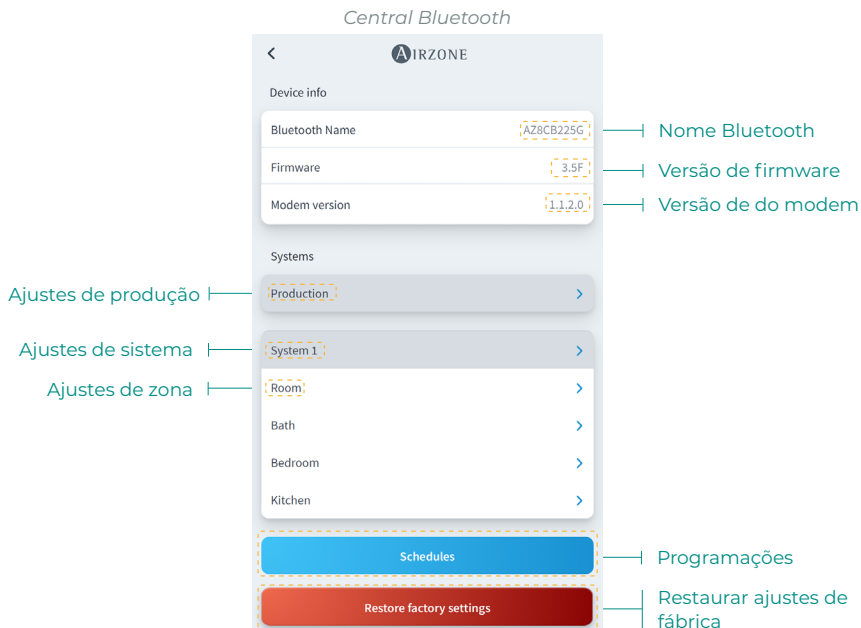 Central Bluetooth
AIRZONE
Device info
Bluetooth Name AZ8CB225G Nome Bluetooth
Firmware 3.5F Versão de firmware
Modem version 1.1.2.0 Versão de do modem
Systems
Ajustes de produção Production
Ajustes de sistema System 1
Ajustes de zona Room
Bath
Bedroom
Kitchen
Schedules Programações
Restore factory settings Restaurar ajustes de
fábrica